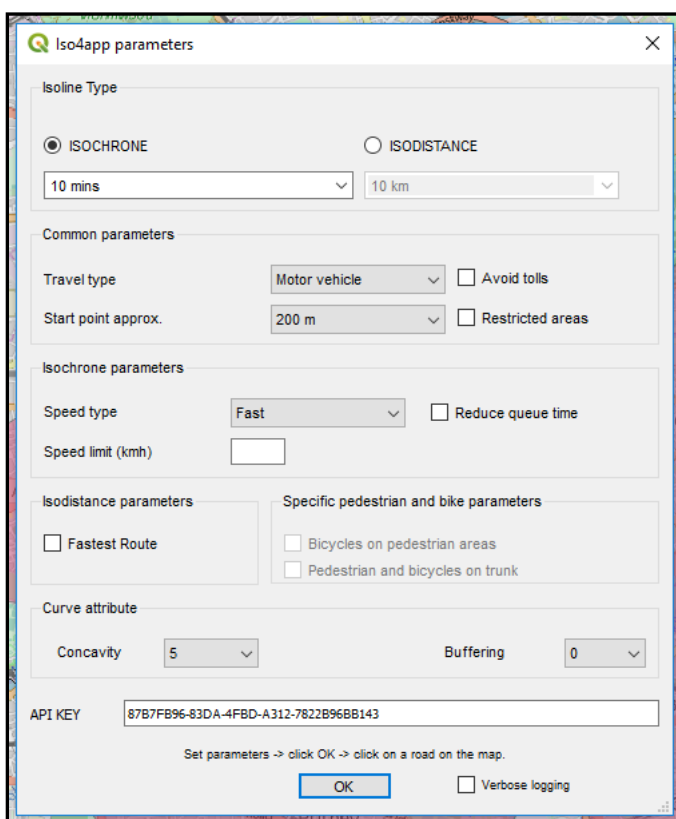 Iso4app parameters
Isoline Type
ISOCHRONE ISODISTANCE
10 mins 10 km
Common parameters
Travel type Motor vehicle Avoid tolls
Start point approx. 200 m Restricted areas
Isochrone parameters
Speed type Fast Reduce queue time
Speed limit (kmh)
Isodistance parameters Specific pedestrian and bike parameters
Fastest Route Bicycles on pedestrian areas
Pedestrian and bicycles on trunk
Curve attribute
Concavity 5 Buffering 0
API KEY 87B7FB96-83DA-4FBD-A312-7822B96BB143
Set parameters -> click OK -> click on a road on the map.
OK Verbose logging